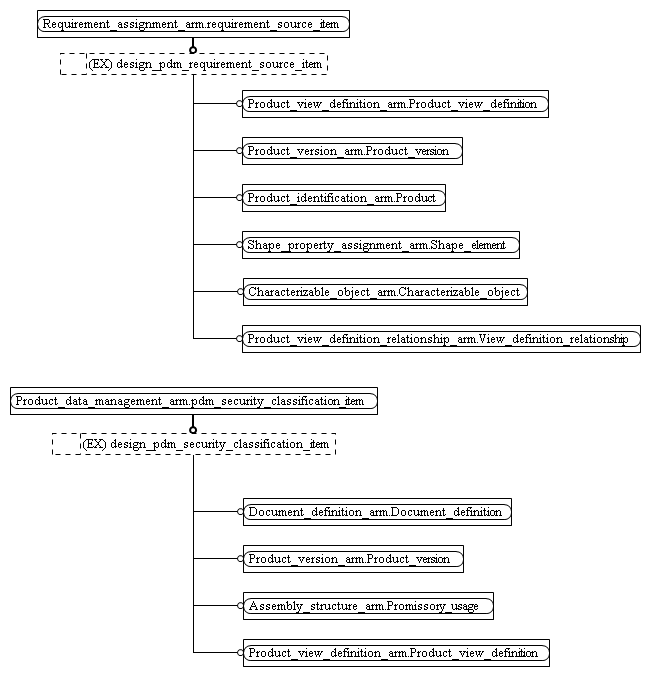 Requirement_assignment_arm.requirement_source_item
(EX) design_pdm_requirement_source_item
Product_view_definition_arm.Product_view_definition
Product_version_arm.Product_version
Product_identification_arm.Product
Shape_property_assignment_arm.Shape_element
Characterizable_object_arm.Characterizable_object
Product_view_definition_relationship_arm.View_definition_relationship
Product_data_management_arm.pdm_security_classification_item
(EX) design_pdm_security_classification_item
Document_definition_arm.Document_definition
Product_version_arm.Product_version
Assembly_structure_arm.Promissory_usage
Product_view_definition_arm.Product_view_definition